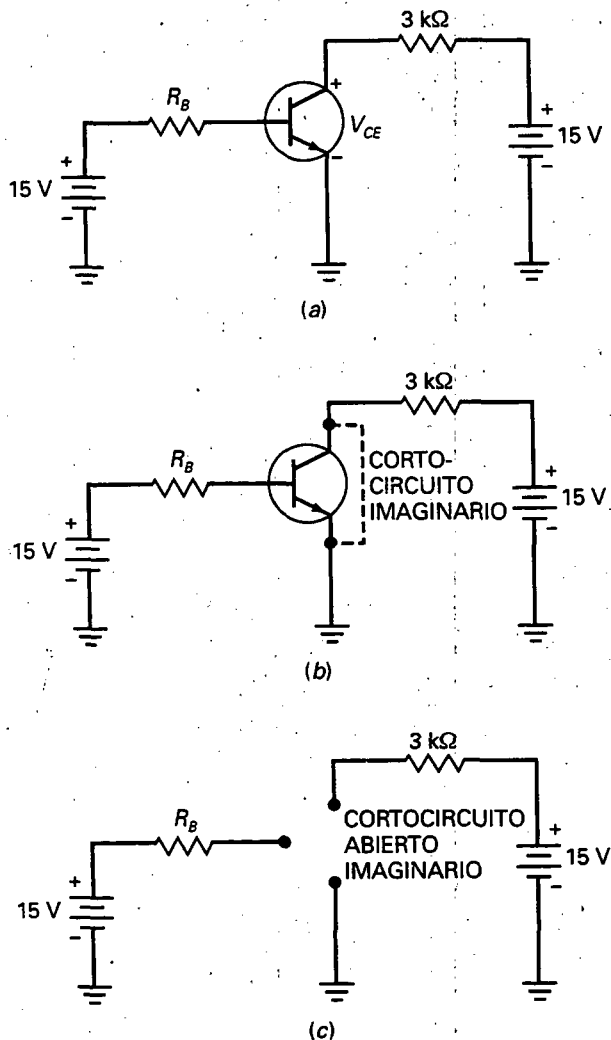 3 kΩ
R_B
+
V_CE
-
+
15 V
-
+
15 V
-
(a)
3 kΩ
R_B
CORTO-
CIRCUITO
IMAGINARIO
+
15 V
-
+
15 V
-
(b)
3 kΩ
R_B
CORTOCIRCUITO
ABIERTO
IMAGINARIO
+
15 V
-
+
15 V
-
(c)